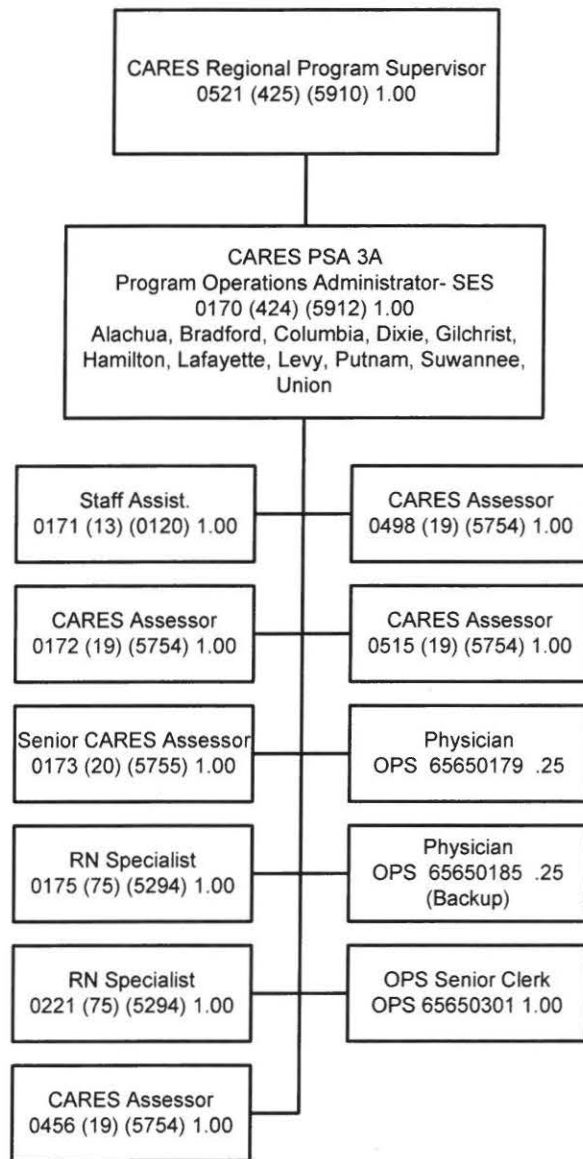 CARES Regional Program Supervisor
0521 (425) (5910) 1.00
CARES PSA 3A
Program Operations Administrator- SES
0170 (424) (5912) 1.00
Alachua, Bradford, Columbia, Dixie, Gilchrist,
Hamilton, Lafayette, Levy, Putnam, Suwannee,
Union
Staff Assist.
0171 (13) (0120) 1.00
CARES Assessor
0498 (19) (5754) 1.00
CARES Assessor
0172 (19) (5754) 1.00
CARES Assessor
0515 (19) (5754) 1.00
Senior CARES Assessor
0173 (20) (5755) 1.00
Physician
OPS 65650179 .25
RN Specialist
0175 (75) (5294) 1.00
Physician
OPS 65650185 .25
(Backup)
RN Specialist
0221 (75) (5294) 1.00
OPS Senior Clerk
OPS 65650301 1.00
CARES Assessor
0456 (19) (5754) 1.00